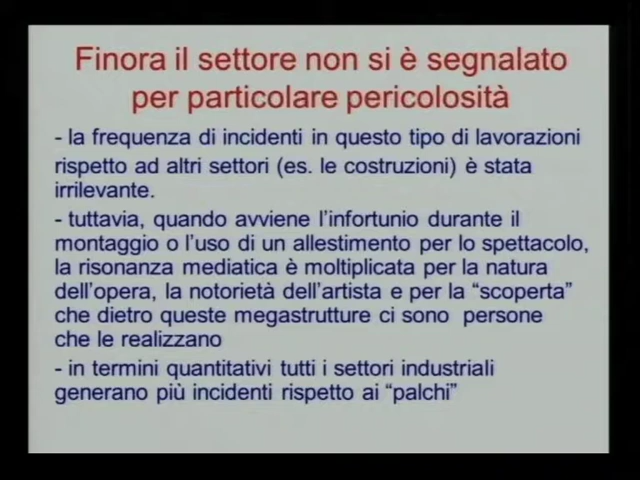 Finora il settore non si è segnalato
per particolare pericolosità
- la frequenza di incidenti in questo tipo di lavorazioni
rispetto ad altri settori (es. le costruzioni) è stata
irrilevante.
- tuttavia, quando avviene l'infortunio durante il
montaggio o l'uso di un allestimento per lo spettacolo,
la risonanza mediatica è moltiplicata per la natura
dell'opera, la notorietà dell'artista e per la "scoperta"
che dietro queste megastrutture ci sono persone
che le realizzano
- in termini quantitativi tutti i settori industriali
generano più incidenti rispetto ai "palchi"